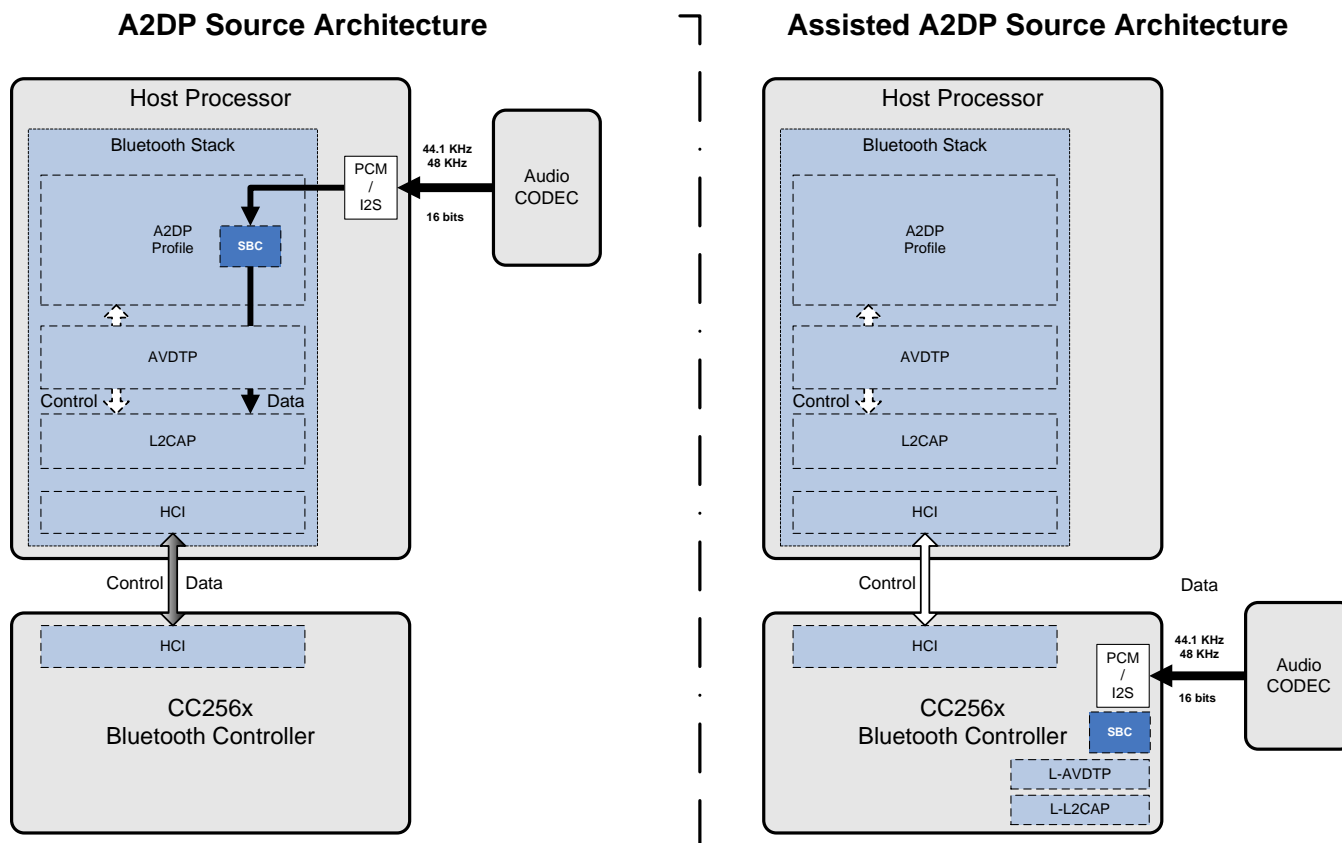 A2DP Source Architecture
Host Processor
Bluetooth Stack
A2DP
Profile
SBC
PCM
/
I2S
44.1 KHz
48 KHz
16 bits
Audio
CODEC
AVDTP
Control
Data
L2CAP
HCI
Control
Data
HCI
CC256x
Bluetooth Controller
Assisted A2DP Source Architecture
Host Processor
Bluetooth Stack
A2DP
Profile
AVDTP
Control
L2CAP
HCI
Control
Data
HCI
PCM
/
I2S
44.1 KHz
48 KHz
16 bits
Audio
CODEC
CC256x
Bluetooth Controller
SBC
L-AVDTP
L-L2CAP